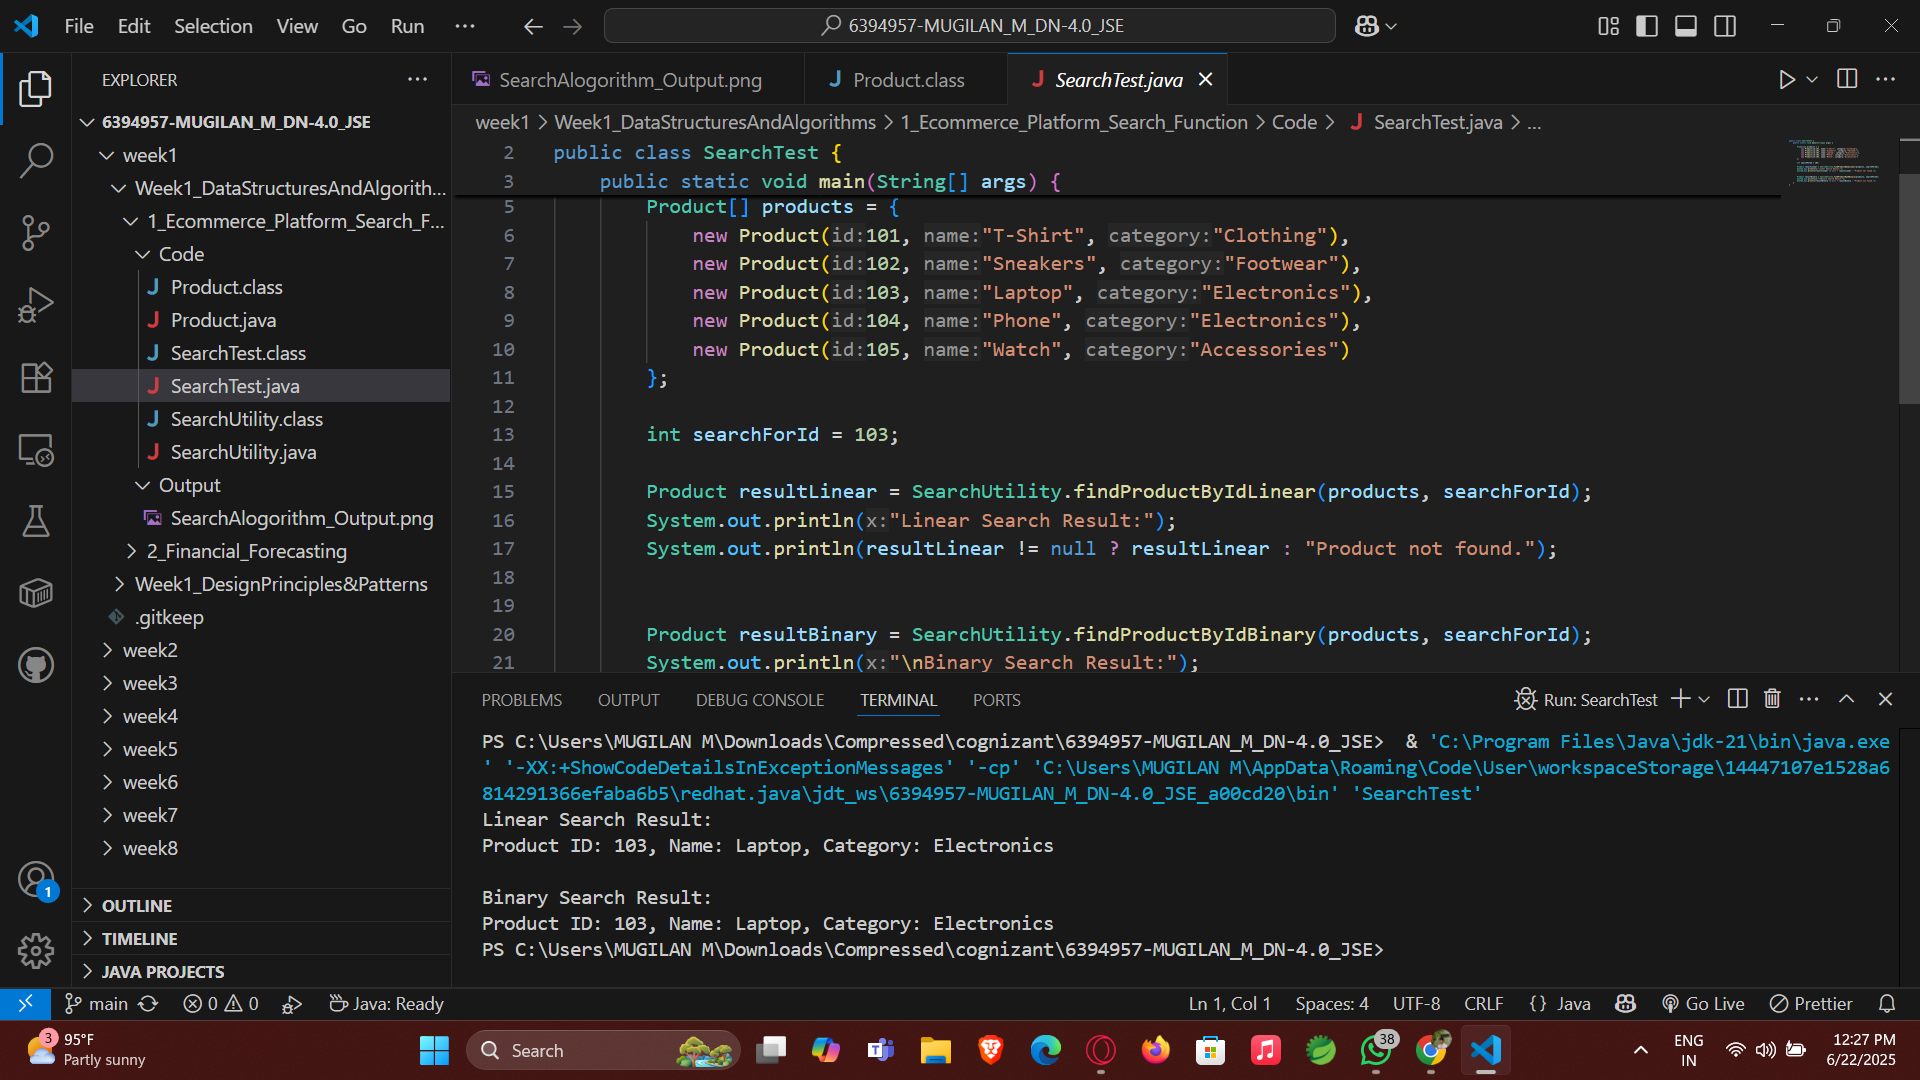 File Edit Selection View Go Run ··· 6394957-MUGILAN_M_DN-4.0_JSE
EXPLORER ···
6394957-MUGILAN_M_DN-4.0_JSE
week1
Week1_DataStructuresAndAlgorith...
1_Ecommerce_Platform_Search_F...
Code
J Product.class
J Product.java
J SearchTest.class
J SearchTest.java
J SearchUtility.class
J SearchUtility.java
Output
SearchAlogorithm_Output.png
2_Financial_Forecasting
Week1_DesignPrinciples&Patterns
.gitkeep
week2
week3
week4
week5
week6
week7
week8
OUTLINE
TIMELINE
JAVA PROJECTS
1
SearchAlogorithm_Output.png J Product.class J SearchTest.java
week1 > Week1_DataStructuresAndAlgorithms > 1_Ecommerce_Platform_Search_Function > Code > J SearchTest.java > ...
2 public class SearchTest {
3 public static void main(String[] args) {
5 Product[] products = {
6 new Product(id:101, name:"T-Shirt", category:"Clothing"),
7 new Product(id:102, name:"Sneakers", category:"Footwear"),
8 new Product(id:103, name:"Laptop", category:"Electronics"),
9 new Product(id:104, name:"Phone", category:"Electronics"),
10 new Product(id:105, name:"Watch", category:"Accessories")
11 };
12
13 int searchForId = 103;
14
15 Product resultLinear = SearchUtility.findProductByIdLinear(products, searchForId);
16 System.out.println(x:"Linear Search Result:");
17 System.out.println(resultLinear != null ? resultLinear : "Product not found.");
18
19
20 Product resultBinary = SearchUtility.findProductByIdBinary(products, searchForId);
21 System.out.println(x:"\nBinary Search Result:");
PROBLEMS OUTPUT DEBUG CONSOLE TERMINAL PORTS Run: SearchTest
PS C:\Users\MUGILAN M\Downloads\Compressed\cognizant\6394957-MUGILAN_M_DN-4.0_JSE>  & 'C:\Program Files\Java\jdk-21\bin\java.exe
' '-XX:+ShowCodeDetailsInExceptionMessages' '-cp' 'C:\Users\MUGILAN M\AppData\Roaming\Code\User\workspaceStorage\14447107e1528a6
6814291366efaba6b5\redhat.java\jdt_ws\6394957-MUGILAN_M_DN-4.0_JSE_a00cd20\bin' 'SearchTest'
Linear Search Result:
Product ID: 103, Name: Laptop, Category: Electronics
Binary Search Result:
Product ID: 103, Name: Laptop, Category: Electronics
PS C:\Users\MUGILAN M\Downloads\Compressed\cognizant\6394957-MUGILAN_M_DN-4.0_JSE>
main 0 0 Java: Ready Ln 1, Col 1 Spaces: 4 UTF-8 CRLF {} Java Go Live Prettier
3 95°F
Partly sunny
Search
38
ENG
IN
12:27 PM
6/22/2025